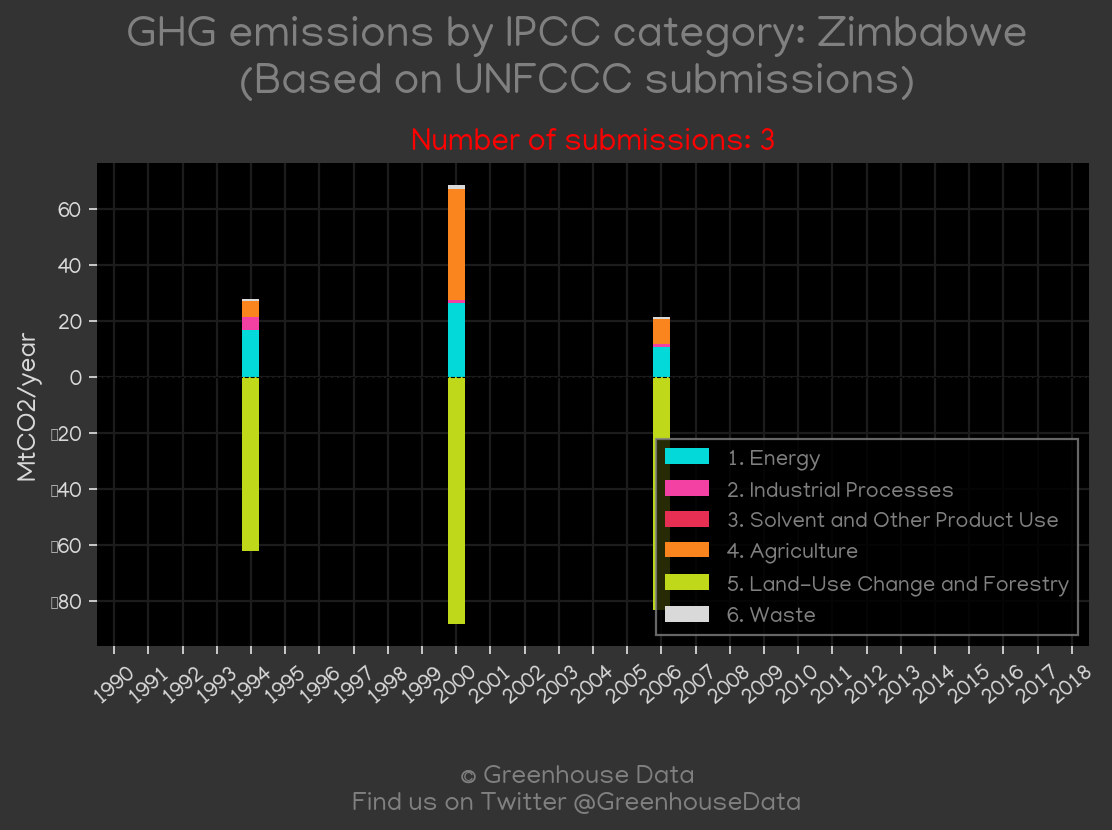 GHG emissions by IPCC category: Zimbabwe
(Based on UNFCCC submissions)
Number of submissions: 3
MtCO2/year
60
40
20
0
▯20
▯40
▯60
▯80
1. Energy
2. Industrial Processes
3. Solvent and Other Product Use
4. Agriculture
5. Land-Use Change and Forestry
6. Waste
1990 1991 1992 1993 1994 1995 1996 1997 1998 1999 2000 2001 2002 2003 2004 2005 2006 2007 2008 2009 2010 2011 2012 2013 2014 2015 2016 2017 2018
© Greenhouse Data
Find us on Twitter @GreenhouseData